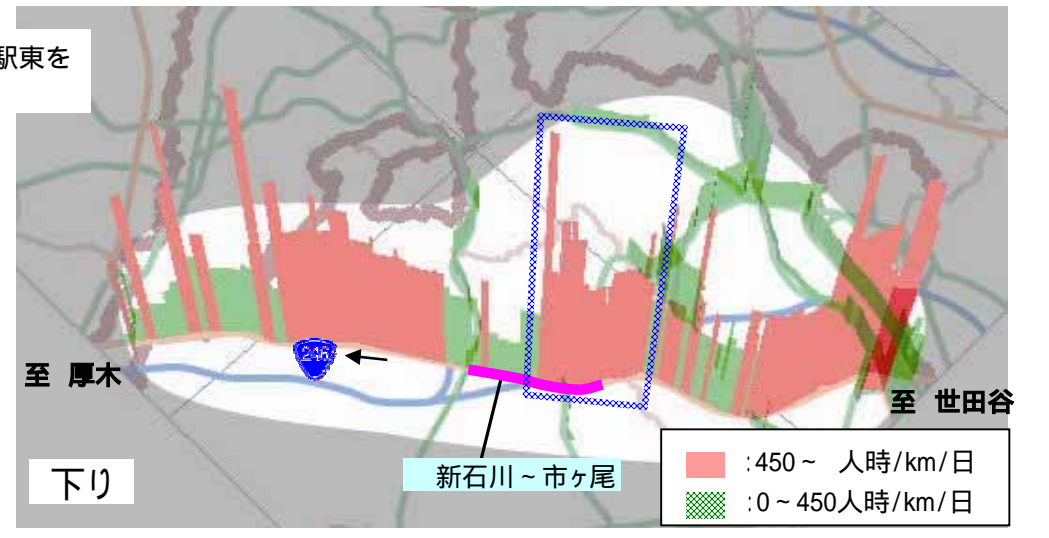 駅東を
246
至 厚木
至 世田谷
下り
新石川～市ヶ尾
:450～ 人時/km/日
:0～450人時/km/日